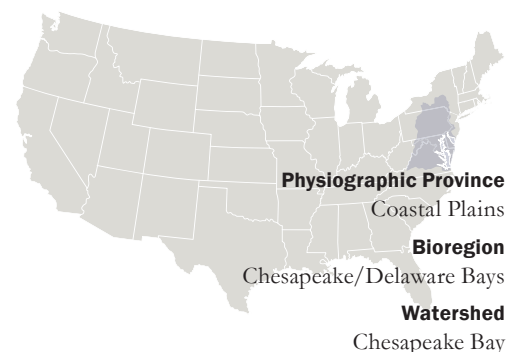 Physiographic Province
Coastal Plains
Bioregion
Chesapeake/Delaware Bays
Watershed
Chesapeake Bay